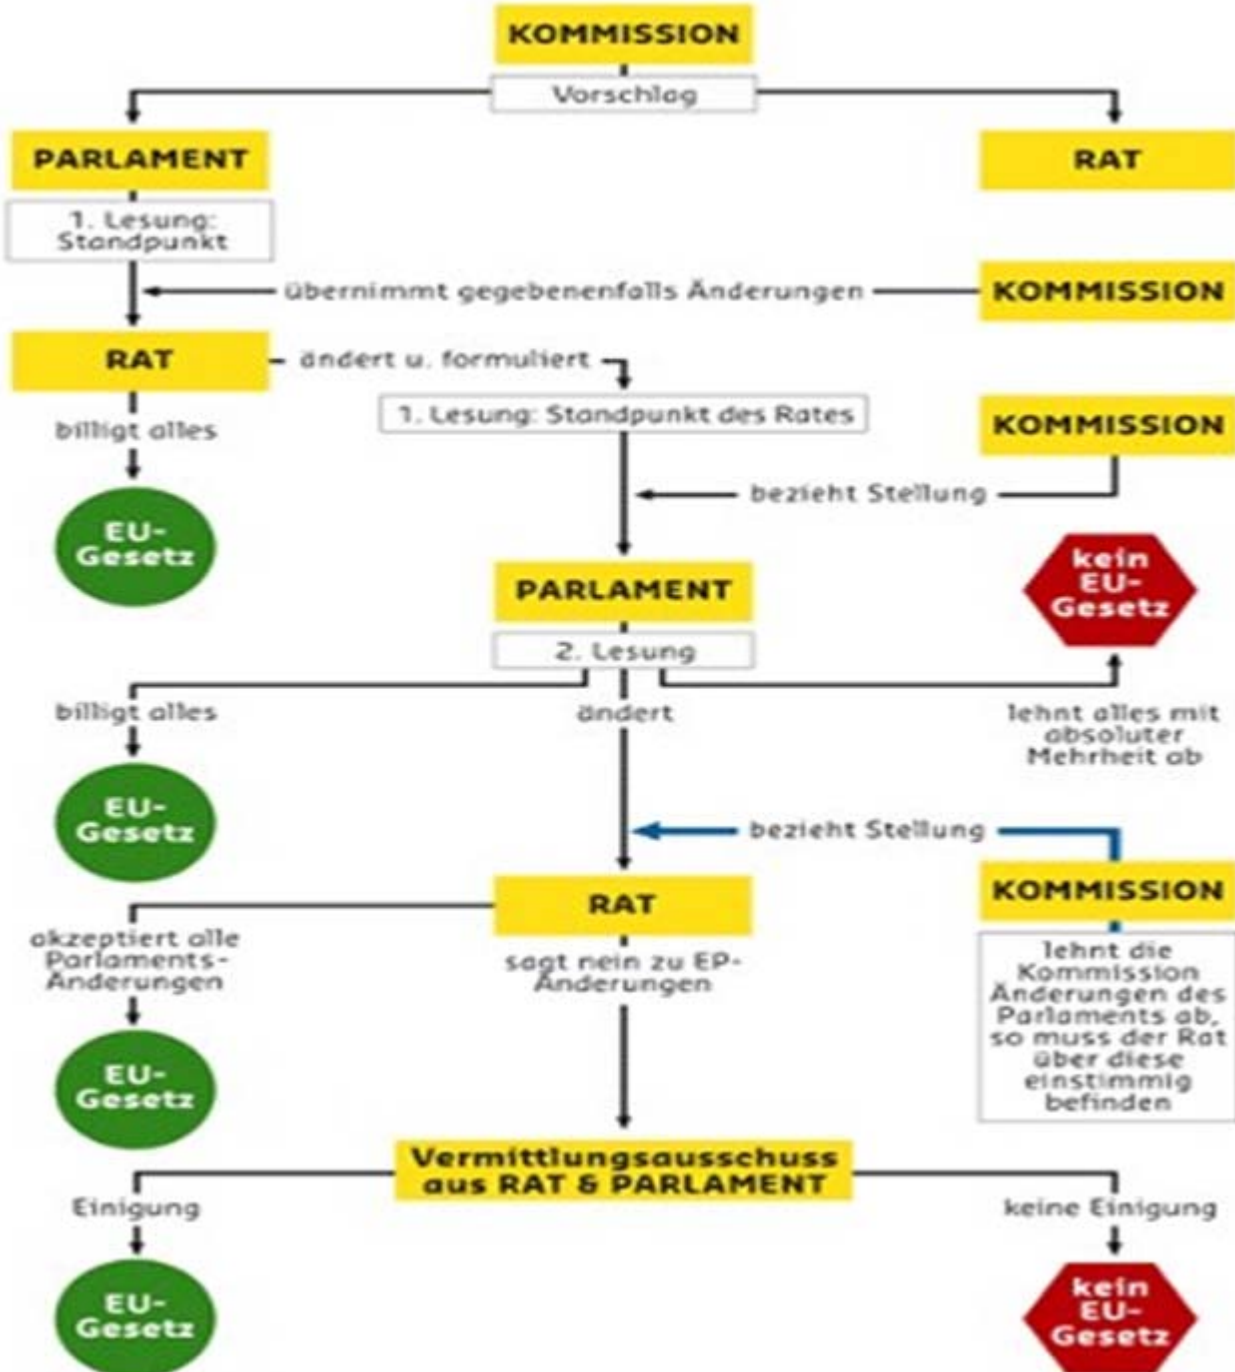 KOMMISSION
Vorschlag
PARLAMENT
RAT
1. Lesung:
Standpunkt
übernimmt gegebenenfalls Änderungen
KOMMISSION
RAT
ändert u. formuliert
1. Lesung: Standpunkt des Rates
KOMMISSION
billigt alles
bezieht Stellung
EU-
Gesetz
kein
EU-
Gesetz
PARLAMENT
2. Lesung
billigt alles
ändert
lehnt alles mit
absoluter
Mehrheit ab
EU-
Gesetz
bezieht Stellung
KOMMISSION
RAT
akzeptiert alle
Parlaments-
Änderungen
sagt nein zu EP-
Änderungen
lehnt die
Kommission
Änderungen des
Parlaments ab,
so muss der Rat
über diese
einstimmig
befinden
EU-
Gesetz
Vermittlungsausschuss
aus RAT & PARLAMENT
Einigung
keine Einigung
EU-
Gesetz
kein
EU-
Gesetz